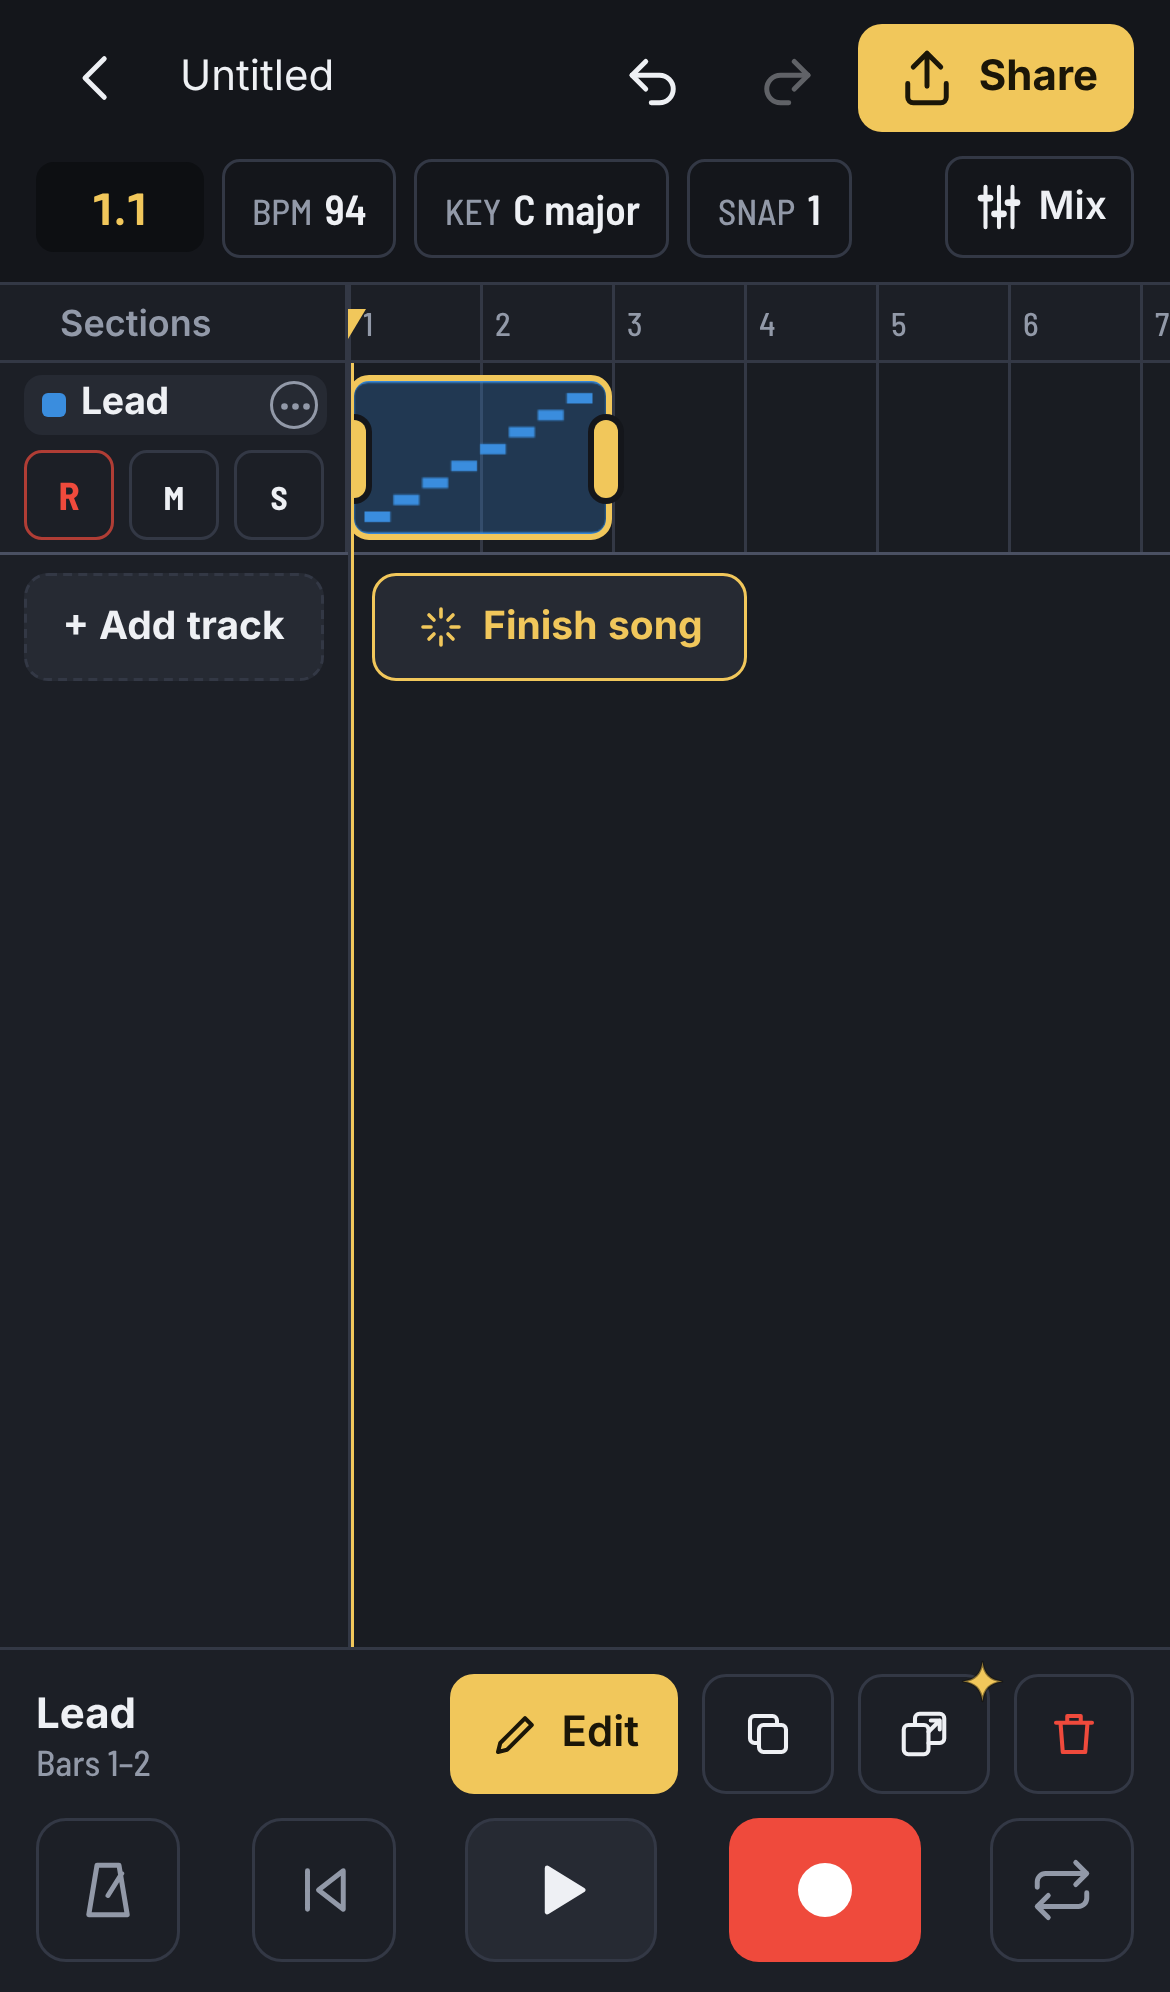 Untitled
Share
1.1
BPM 94
KEY C major
SNAP 1
Mix
Sections
1 2 3 4 5 6 7
Lead
R M S
+ Add track
Finish song
Lead
Bars 1–2
Edit